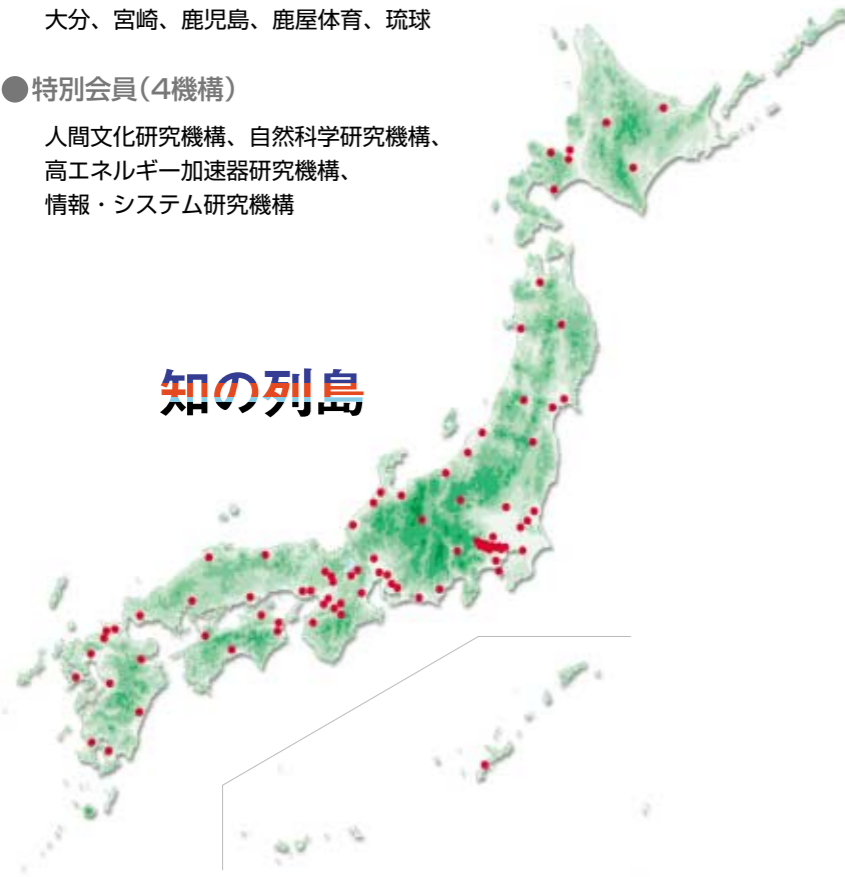 大分、宮崎、鹿児島、鹿屋体育、琉球
●特別会員(4機構)
人間文化研究機構、自然科学研究機構、
高エネルギー加速器研究機構、
情報・システム研究機構
知の列島